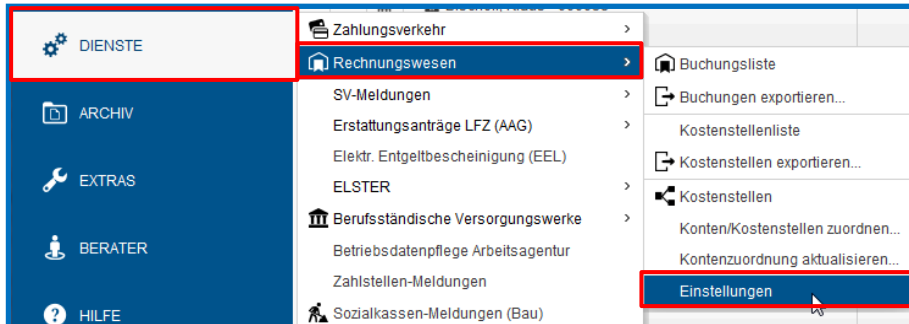 DIENSTE
ARCHIV
EXTRAS
BERATER
HILFE
Zahlungsverkehr
Rechnungswesen
SV-Meldungen
Erstattungsanträge LFZ (AAG)
Elektr. Entgeltbescheinigung (EEL)
ELSTER
Berufsständische Versorgungswerke
Betriebsdatenpflege Arbeitsagentur
Zahlstellen-Meldungen
Sozialkassen-Meldungen (Bau)
Buchungsliste
Buchungen exportieren...
Kostenstellenliste
Kostenstellen exportieren...
Kostenstellen
Konten/Kostenstellen zuordnen...
Kontenzuordnung aktualisieren...
Einstellungen